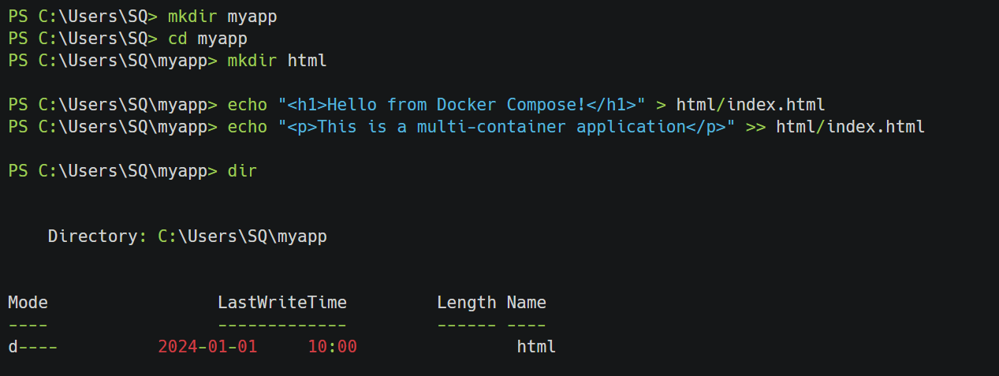 PS C:\Users\SQ> mkdir myapp
PS C:\Users\SQ> cd myapp
PS C:\Users\SQ\myapp> mkdir html
PS C:\Users\SQ\myapp> echo "<h1>Hello from Docker Compose!</h1>" > html/index.html
PS C:\Users\SQ\myapp> echo "<p>This is a multi-container application</p>" >> html/index.html
PS C:\Users\SQ\myapp> dir
Directory: C:\Users\SQ\myapp
Mode LastWriteTime Length Name
---- ------------- ------ ----
d---- 2024-01-01 10:00 html